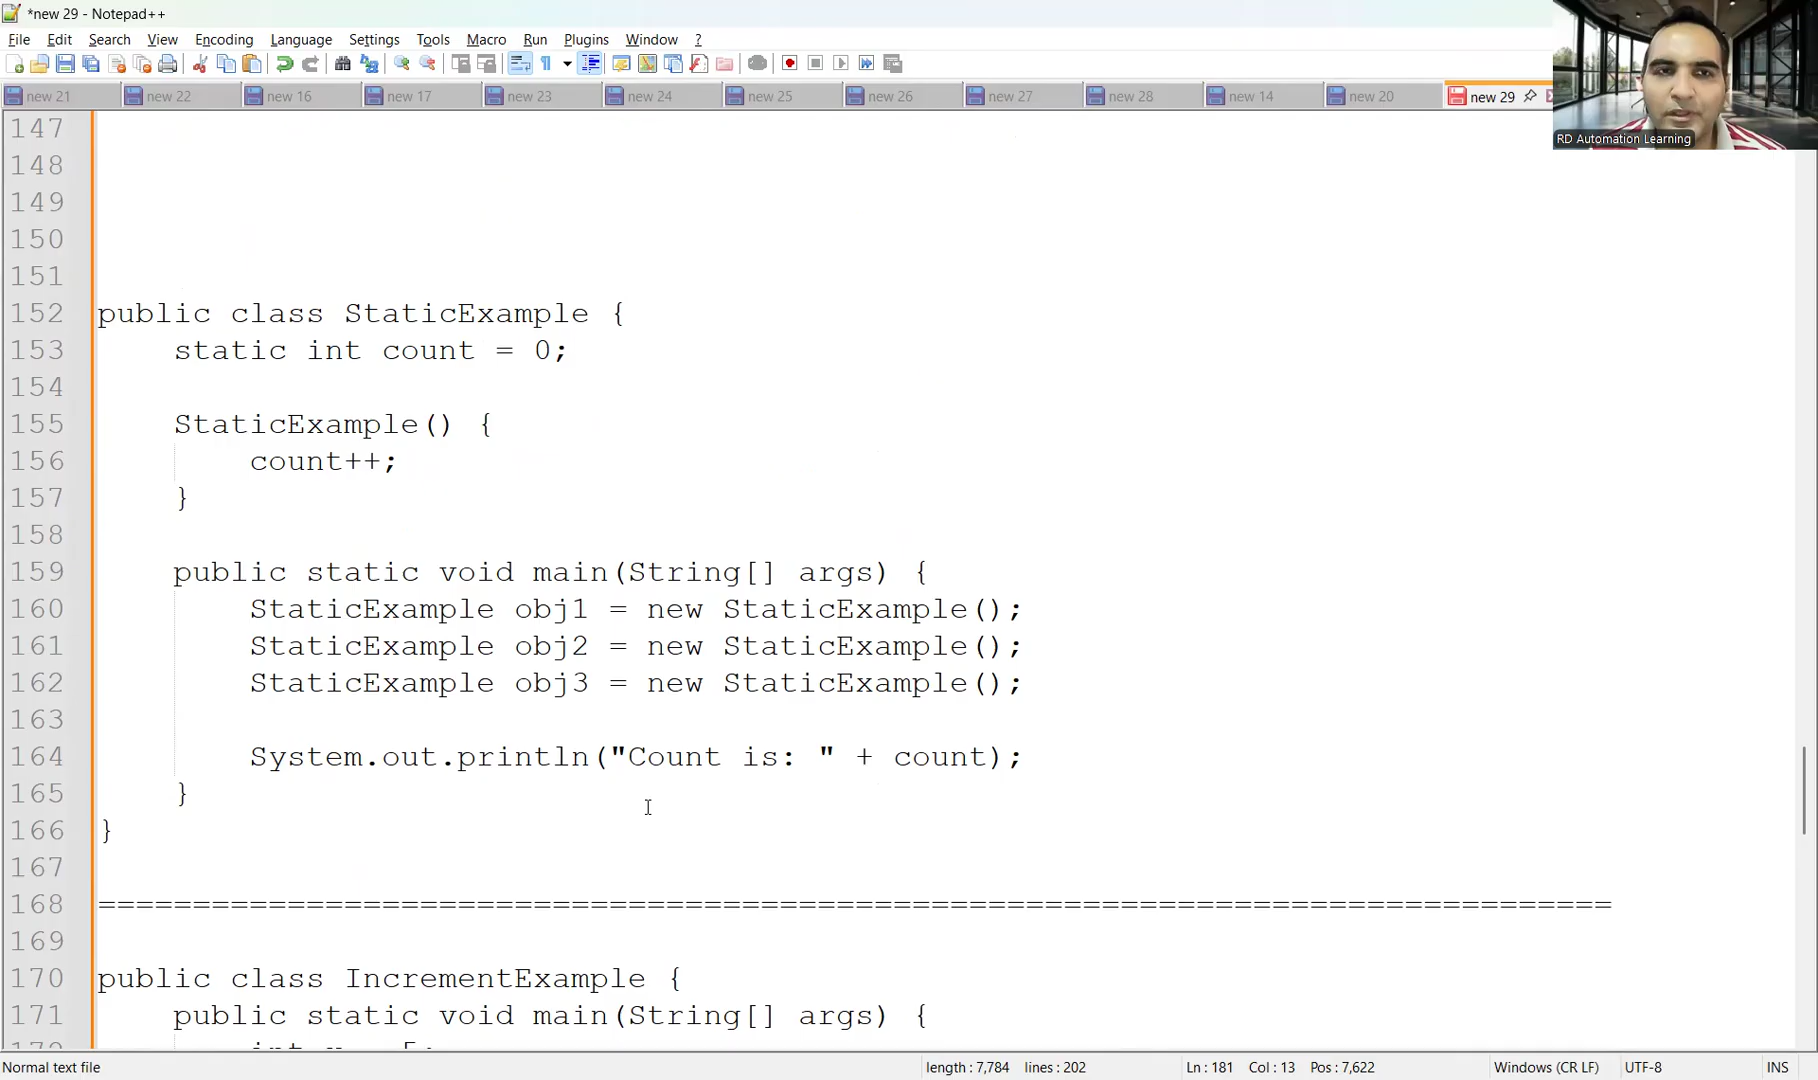 *new 29 - Notepad++
File Edit Search View Encoding Language Settings Tools Macro Run Plugins Window ?
new 21 new 22 new 16 new 17 new 23 new 24 new 25 new 26 new 27 new 28 new 14 new 20 new 29
RD Automation Learning
147
148
149
150
151
152 public class StaticExample {
153 static int count = 0;
154
155 StaticExample() {
156 count++;
157 }
158
159 public static void main(String[] args) {
160 StaticExample obj1 = new StaticExample();
161 StaticExample obj2 = new StaticExample();
162 StaticExample obj3 = new StaticExample();
163
164 System.out.println("Count is: " + count);
165 }
166 }
167
168 ================================================================================
169
170 public class IncrementExample {
171 public static void main(String[] args) {
Normal text file length : 7,784 lines : 202 Ln : 181 Col : 13 Pos : 7,622 Windows (CR LF) UTF-8 INS